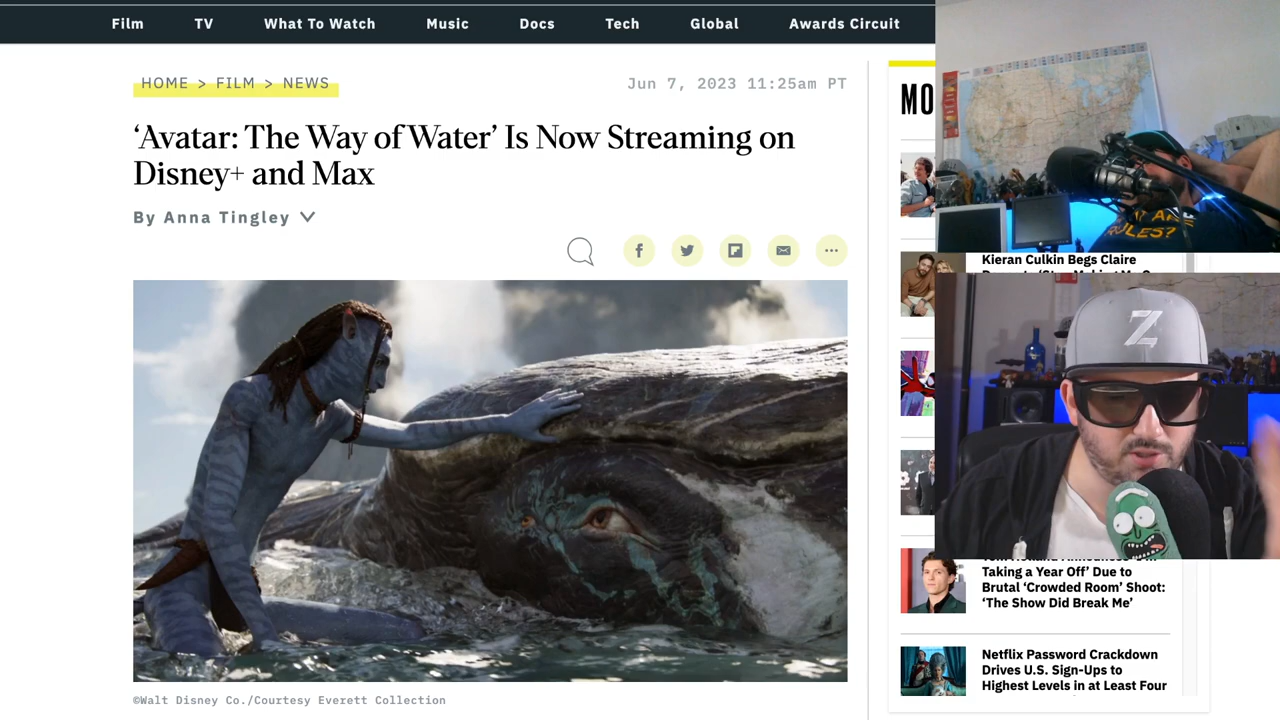 Film TV What To Watch Music Docs Tech Global Awards Circuit
HOME > FILM > NEWS
Jun 7, 2023 11:25am PT
‘Avatar: The Way of Water’ Is Now Streaming on
Disney+ and Max
By Anna Tingley
©Walt Disney Co./Courtesy Everett Collection
MO
Kieran Culkin Begs Claire
Taking a Year Off’ Due to
Brutal ‘Crowded Room’ Shoot:
‘The Show Did Break Me’
Netflix Password Crackdown
Drives U.S. Sign-Ups to
Highest Levels in at Least Four
RULES?
Z